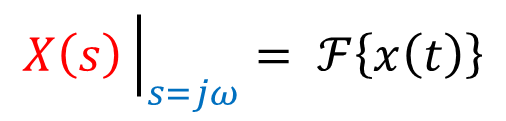 X(s)|s=jω = ℱ{x(t)}